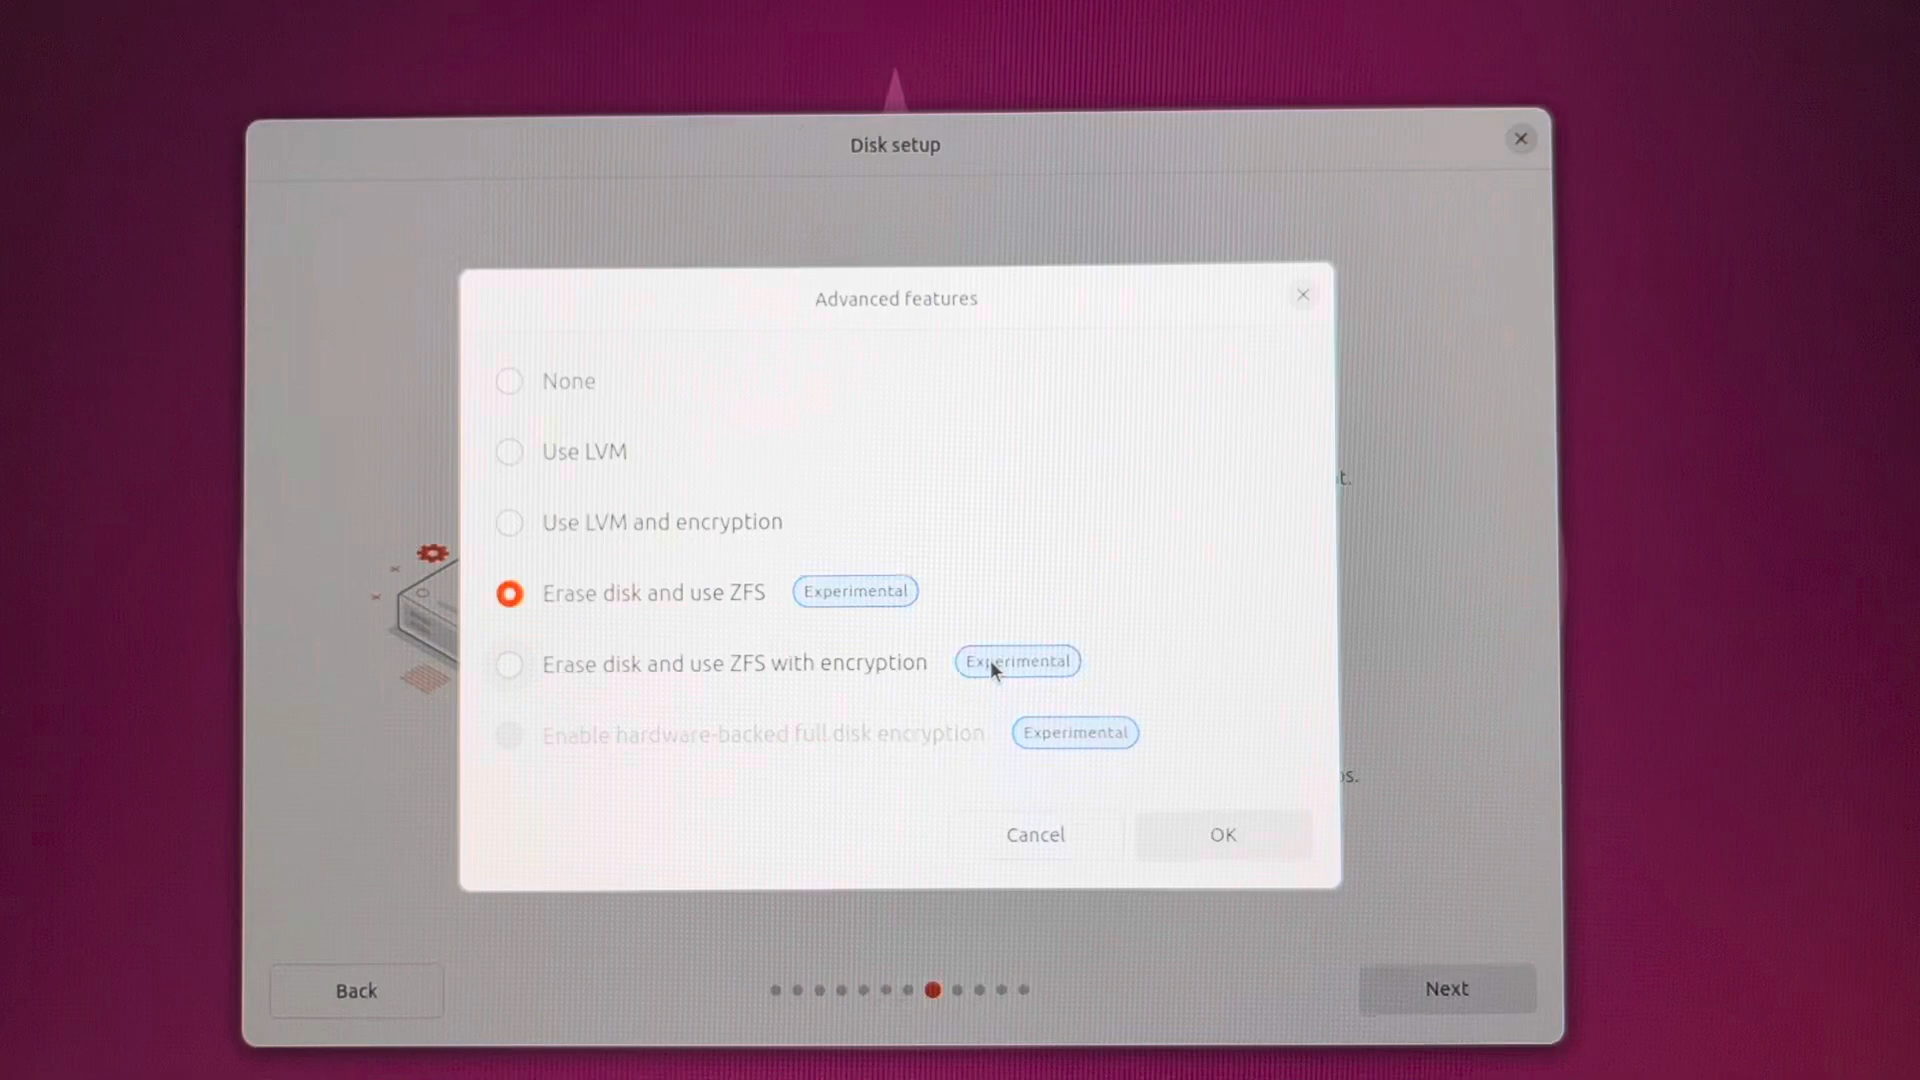 Disk setup
Advanced features
None
Use LVM
Use LVM and encryption
Erase disk and use ZFS Experimental
Erase disk and use ZFS with encryption Experimental
Enable hardware-backed full disk encryption Experimental
Cancel OK
Back Next